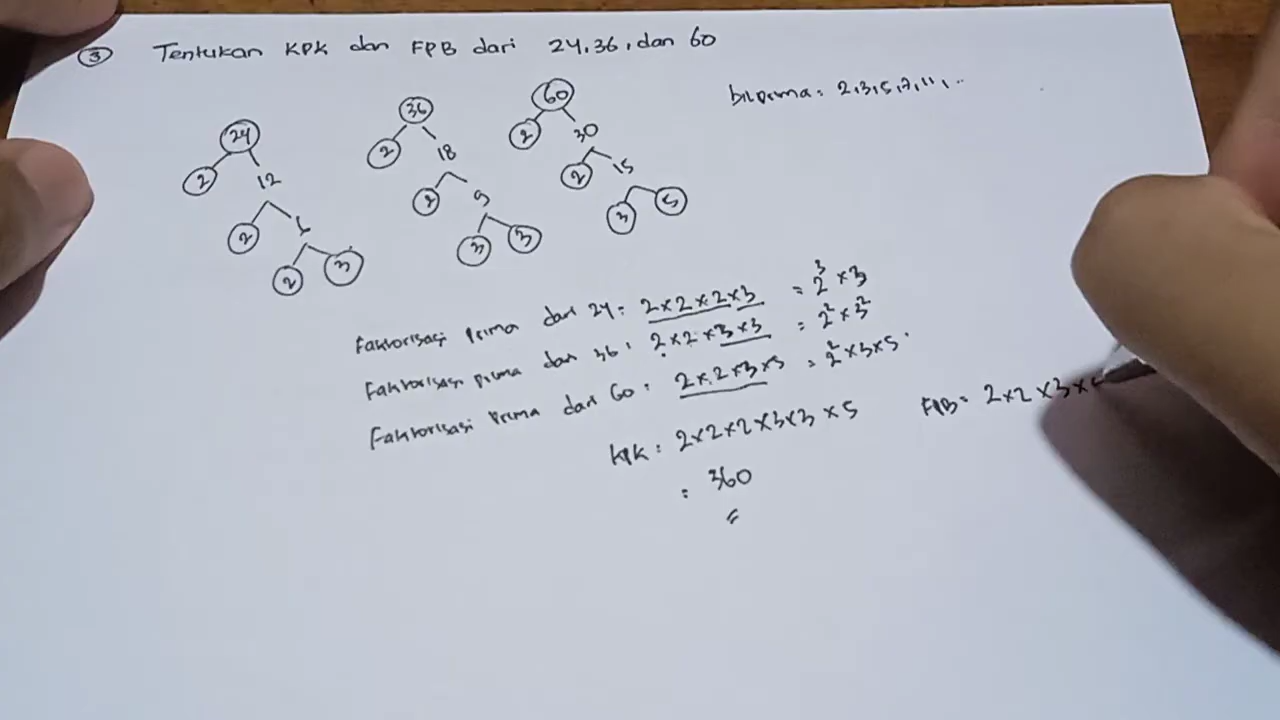 ③ Tentukan KPK dan FPB dari 24, 36, dan 60
bil prima: 2,3,5,7,11, ..
24
2 12
2 6
2 3
36
2 18
2 9
3 3
60
2 30
2 15
3 5
Faktorisasi prima dari 24 : 2×2×2×3 = 2³ × 3
Faktorisasi prima dari 36 : 2×2×3×3 = 2² × 3²
Faktorisasi prima dari 60 : 2×2×3×5 = 2² × 3 × 5
KPK : 2×2×2×3×3×5
= 360
FPB = 2×2×3×